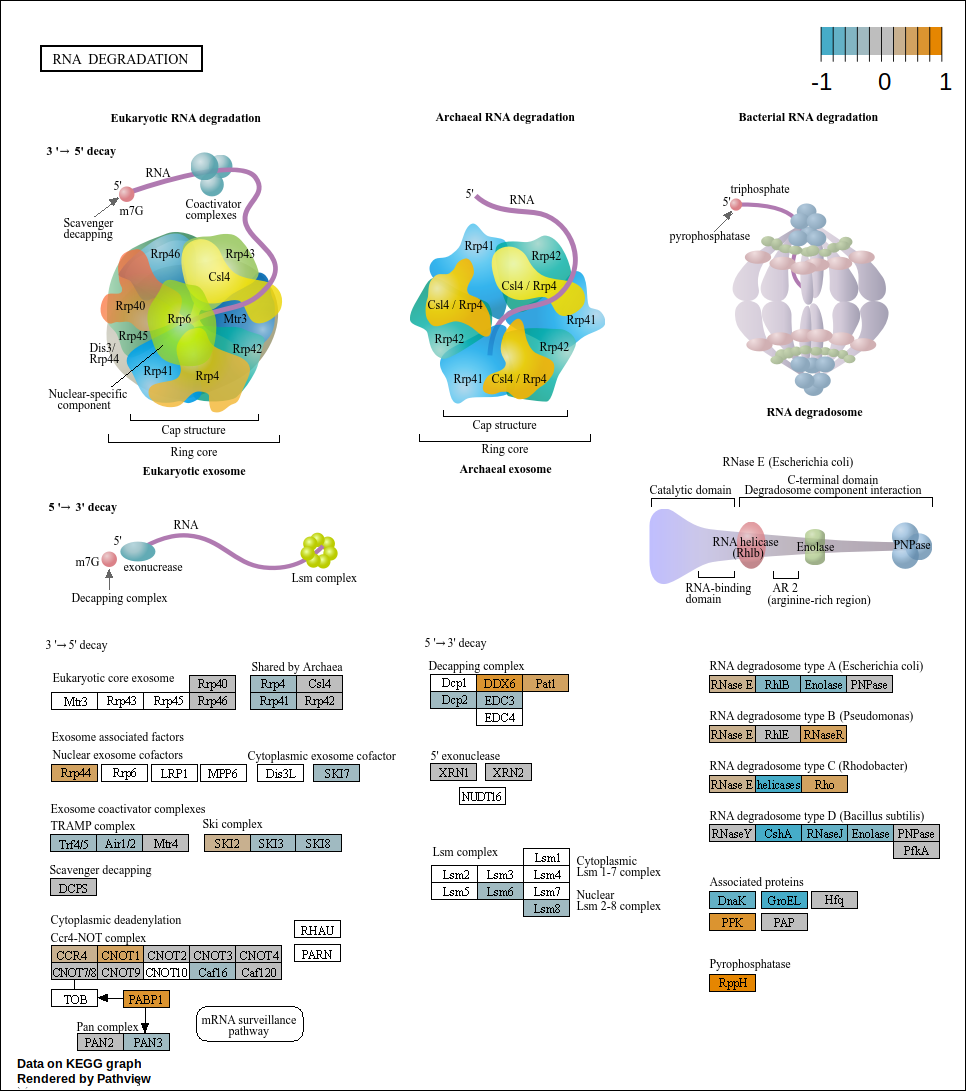 RNA DEGRADATION
-1 0 1
Eukaryotic RNA degradation
Archaeal RNA degradation
Bacterial RNA degradation
3 '→ 5' decay
RNA
5'
m7G
Scavenger
decapping
Coactivator
complexes
Rrp46
Rrp43
Csl4
Rrp40
Rrp6
Mtr3
Rrp45
Dis3/
Rrp44
Rrp42
Rrp41
Rrp4
Nuclear-specific
component
Cap structure
Ring core
Eukaryotic exosome
5'
RNA
Rrp41
Rrp42
Csl4 / Rrp4
Csl4 / Rrp4
Rrp41
Rrp42
Rrp42
Rrp41
Csl4 / Rrp4
Cap structure
Ring core
Archaeal exosome
triphosphate
5'
pyrophosphatase
RNA degradosome
RNase E (Escherichia coli)
C-terminal domain
Catalytic domain
Degradosome component interaction
RNA helicase
(Rhlb)
Enolase
PNPase
RNA-binding
domain
AR 2
(arginine-rich region)
5 '→ 3' decay
RNA
5'
m7G
exonucrease
Lsm complex
Decapping complex
3 '→ 5' decay
Eukaryotic core exosome
Shared by Archaea
Rrp40
Rrp4
Csl4
Mtr3
Rrp43
Rrp45
Rrp46
Rrp41
Rrp42
Exosome associated factors
Nuclear exosome cofactors
Cytoplasmic exosome cofactor
Rrp44
Rrp6
LRP1
MPP6
Dis3L
SKI7
Exosome coactivator complexes
TRAMP complex
Ski complex
Trf4/5
Air1/2
Mtr4
SKI2
SKI3
SKI8
Scavenger decapping
DCPS
Cytoplasmic deadenylation
Ccr4-NOT complex
CCR4
CNOT1
CNOT2
CNOT3
CNOT4
CNOT7/8
CNOT9
CNOT10
Caf16
Caf120
RHAU
PARN
TOB
PABP1
Pan complex
PAN2
PAN3
mRNA surveillance
pathway
5 '→ 3' decay
Decapping complex
Dcp1
DDX6
Pat1
Dcp2
EDC3
EDC4
5' exonuclease
XRN1
XRN2
NUDT16
Lsm complex
Lsm1
Lsm2
Lsm3
Lsm4
Lsm5
Lsm6
Lsm7
Lsm8
Cytoplasmic
Lsm 1-7 complex
Nuclear
Lsm 2-8 complex
RNA degradosome type A (Escherichia coli)
RNase E
RhlB
Enolase
PNPase
RNA degradosome type B (Pseudomonas)
RNase E
RhlE
RNaseR
RNA degradosome type C (Rhodobacter)
RNase E
helicases
Rho
RNA degradosome type D (Bacillus subtilis)
RNaseY
CshA
RNaseJ
Enolase
PNPase
PfkA
Associated proteins
DnaK
GroEL
Hfq
PPK
PAP
Pyrophosphatase
RppH
Data on KEGG graph
Rendered by Pathview